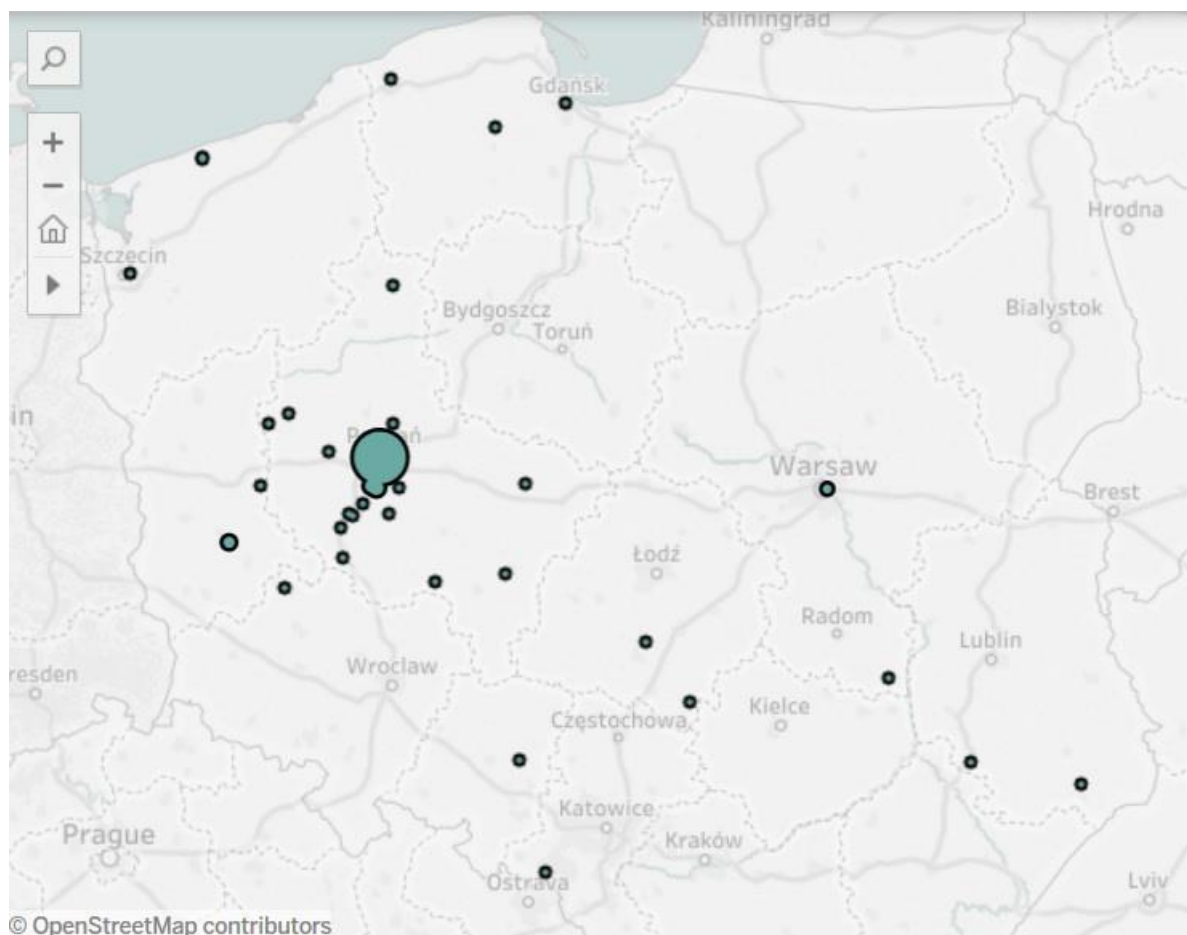 Kaliningrad
Gdańsk
Hrodna
Szczecin
Bydgoszcz
Bialystok
Toruń
in
Warsaw
Brest
Łodź
Radom
Lublin
Wroclaw
resden
Kielce
Częstochowa
Katowice
Prague
Kraków
Ostrava
Lviv
© OpenStreetMap contributors